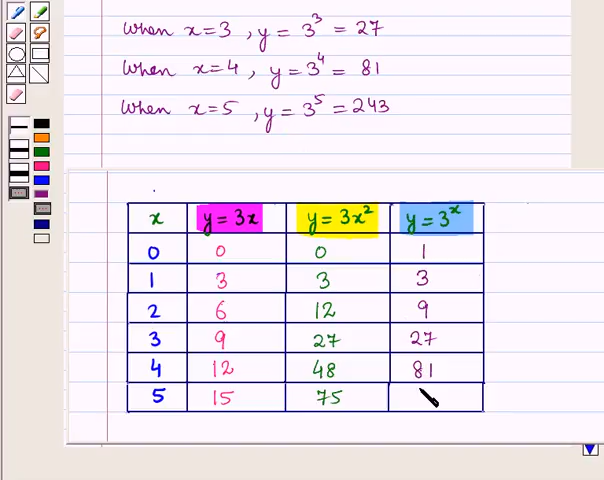 When x=3 , y = 3³ = 27
When x=4 , y = 3⁴ = 81
When x=5 , y = 3⁵ = 243
x y = 3x y = 3x² y = 3ˣ
0 0 0 1
1 3 3 3
2 6 12 9
3 9 27 27
4 12 48 81
5 15 75